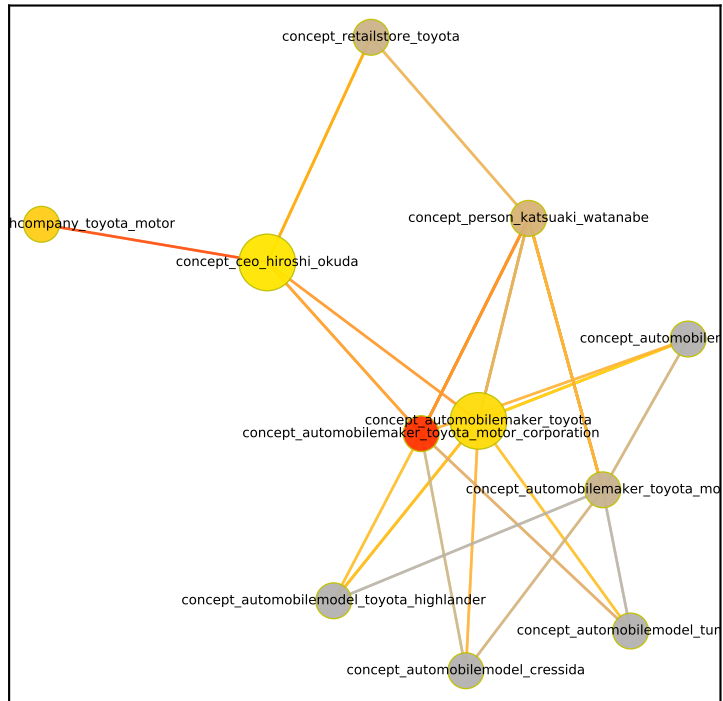 concept_retailstore_toyota
concept_person_katsuaki_watanabe
hcompany_toyota_motor
concept_ceo_hiroshi_okuda
concept_automobiler
concept_automobilemaker_toyota
concept_automobilemaker_toyota_motor_corporation
concept_automobilemaker_toyota_mo
concept_automobilemodel_toyota_highlander
concept_automobilemodel_tur
concept_automobilemodel_cressida